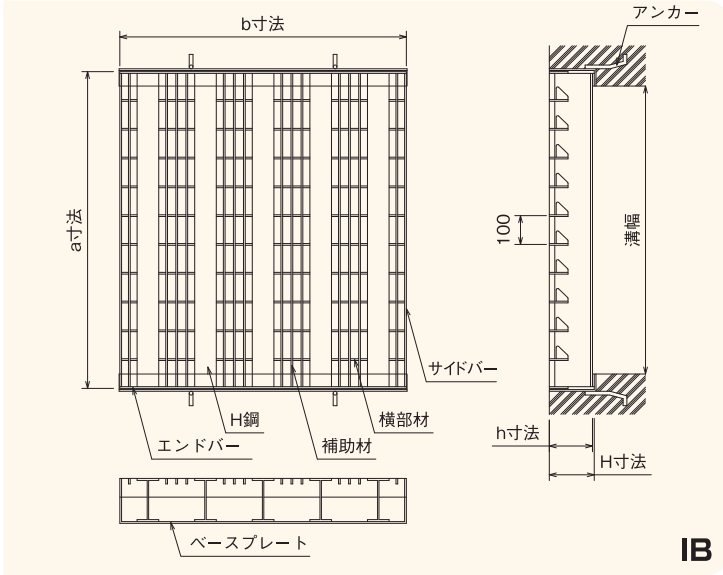 アンカー
b寸法
a寸法
100
溝幅
サイドバー
H鋼
横部材
エンドバー
補助材
h寸法
H寸法
ベースプレート
IB